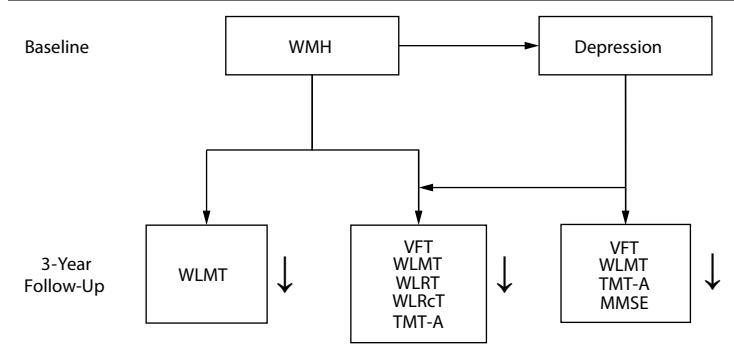 Baseline
WMH
Depression
3-Year
Follow-Up
WLMT
VFT
WLMT
WLRT
WLRcT
TMT-A
VFT
WLMT
TMT-A
MMSE